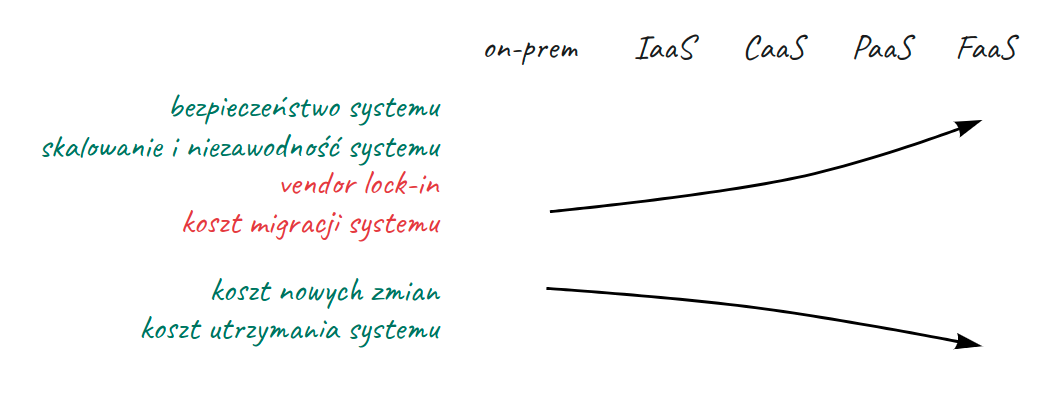 on-prem IaaS CaaS PaaS FaaS
bezpieczeństwo systemu
skalowanie i niezawodność systemu
vendor lock-in
koszt migracji systemu
koszt nowych zmian
koszt utrzymania systemu